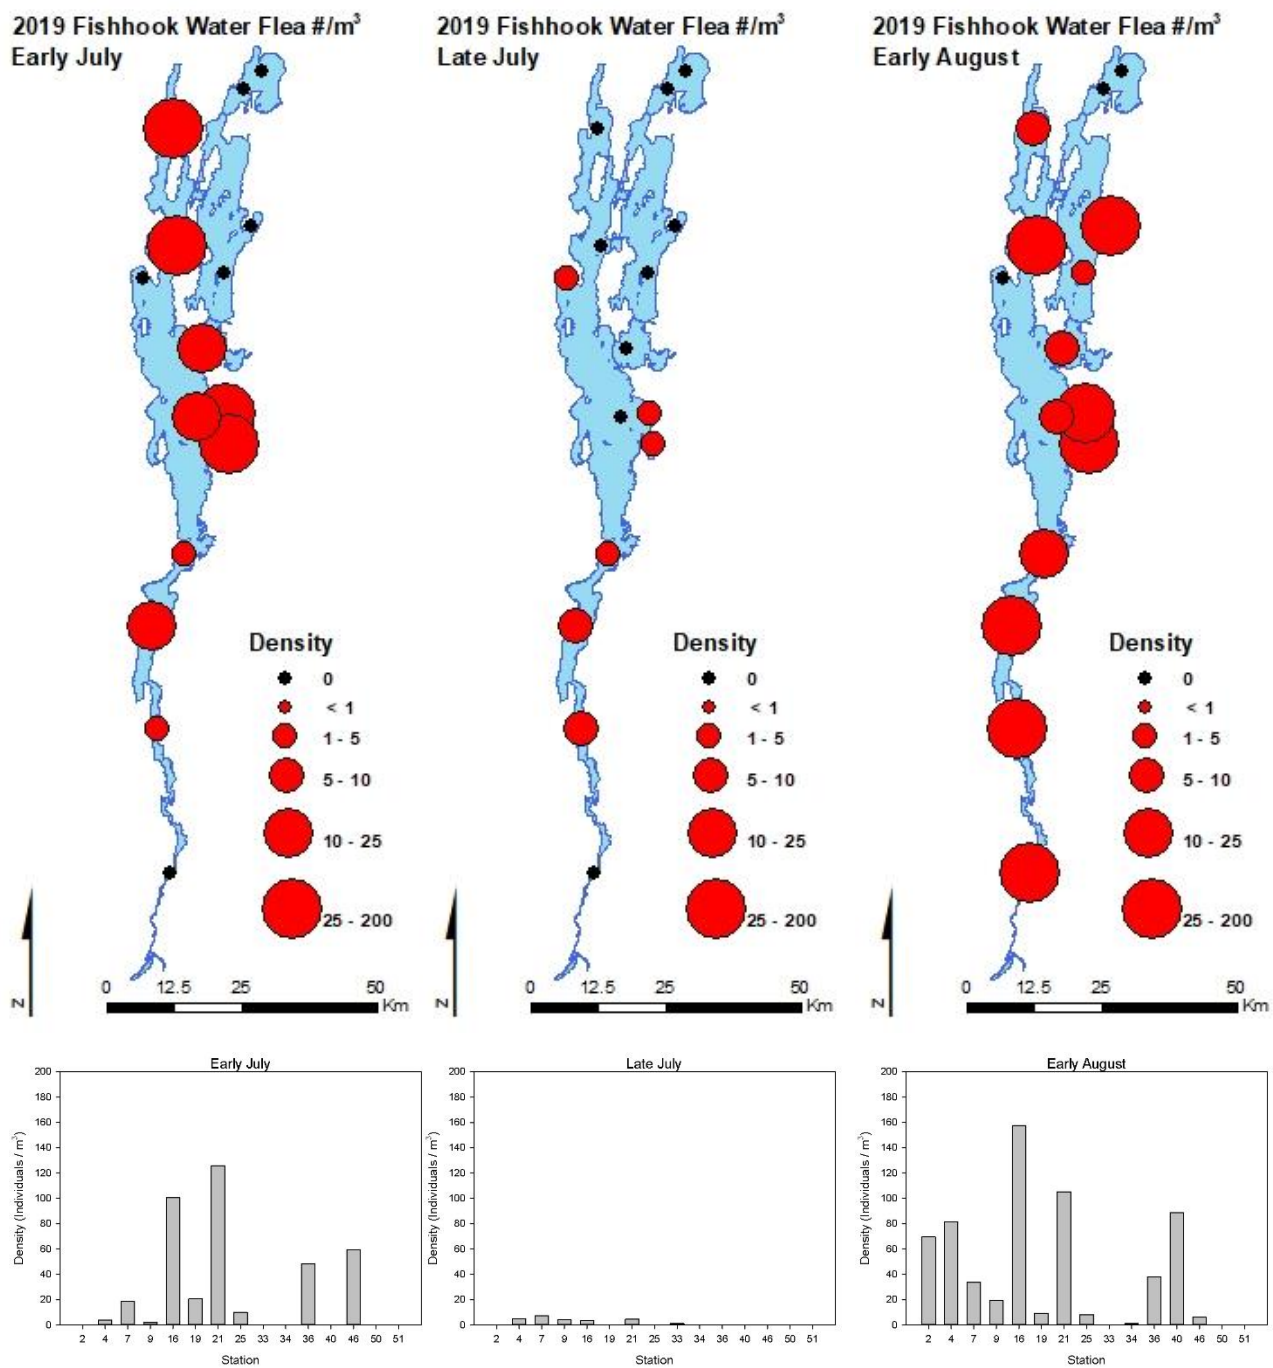 2019 Fishhook Water Flea #/m³
Early July
Density
0
< 1
1 - 5
5 - 10
10 - 25
25 - 200
N
0 12.5 25 50
Km
2019 Fishhook Water Flea #/m³
Late July
Density
0
< 1
1 - 5
5 - 10
10 - 25
25 - 200
N
0 12.5 25 50
Km
2019 Fishhook Water Flea #/m³
Early August
Density
0
< 1
1 - 5
5 - 10
10 - 25
25 - 200
N
0 12.5 25 50
Km
Early July
Density (Individuals / m³)
200
180
160
140
120
100
80
60
40
20
0
2 4 7 9 16 19 21 25 33 34 36 40 46 50 51
Station
Late July
Density (Individuals / m³)
200
180
160
140
120
100
80
60
40
20
0
2 4 7 9 16 19 21 25 33 34 36 40 46 50 51
Station
Early August
Density (Individuals / m³)
200
180
160
140
120
100
80
60
40
20
0
2 4 7 9 16 19 21 25 33 34 36 40 46 50 51
Station